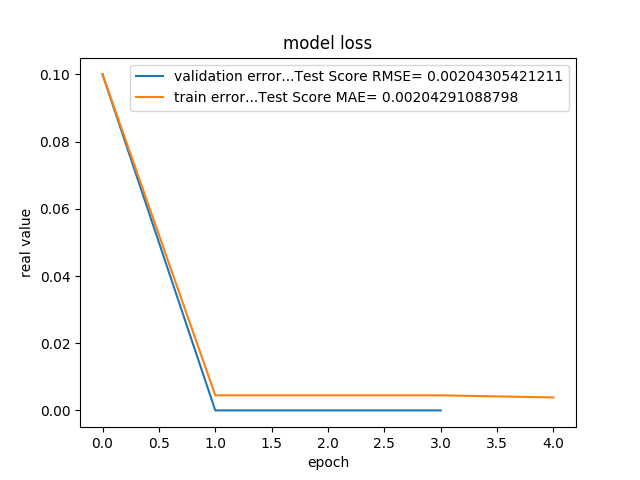 model loss
validation error...Test Score RMSE= 0.00204305421211
train error...Test Score MAE= 0.00204291088798
0.10
0.08
0.06
0.04
0.02
0.00
real value
0.0 0.5 1.0 1.5 2.0 2.5 3.0 3.5 4.0
epoch